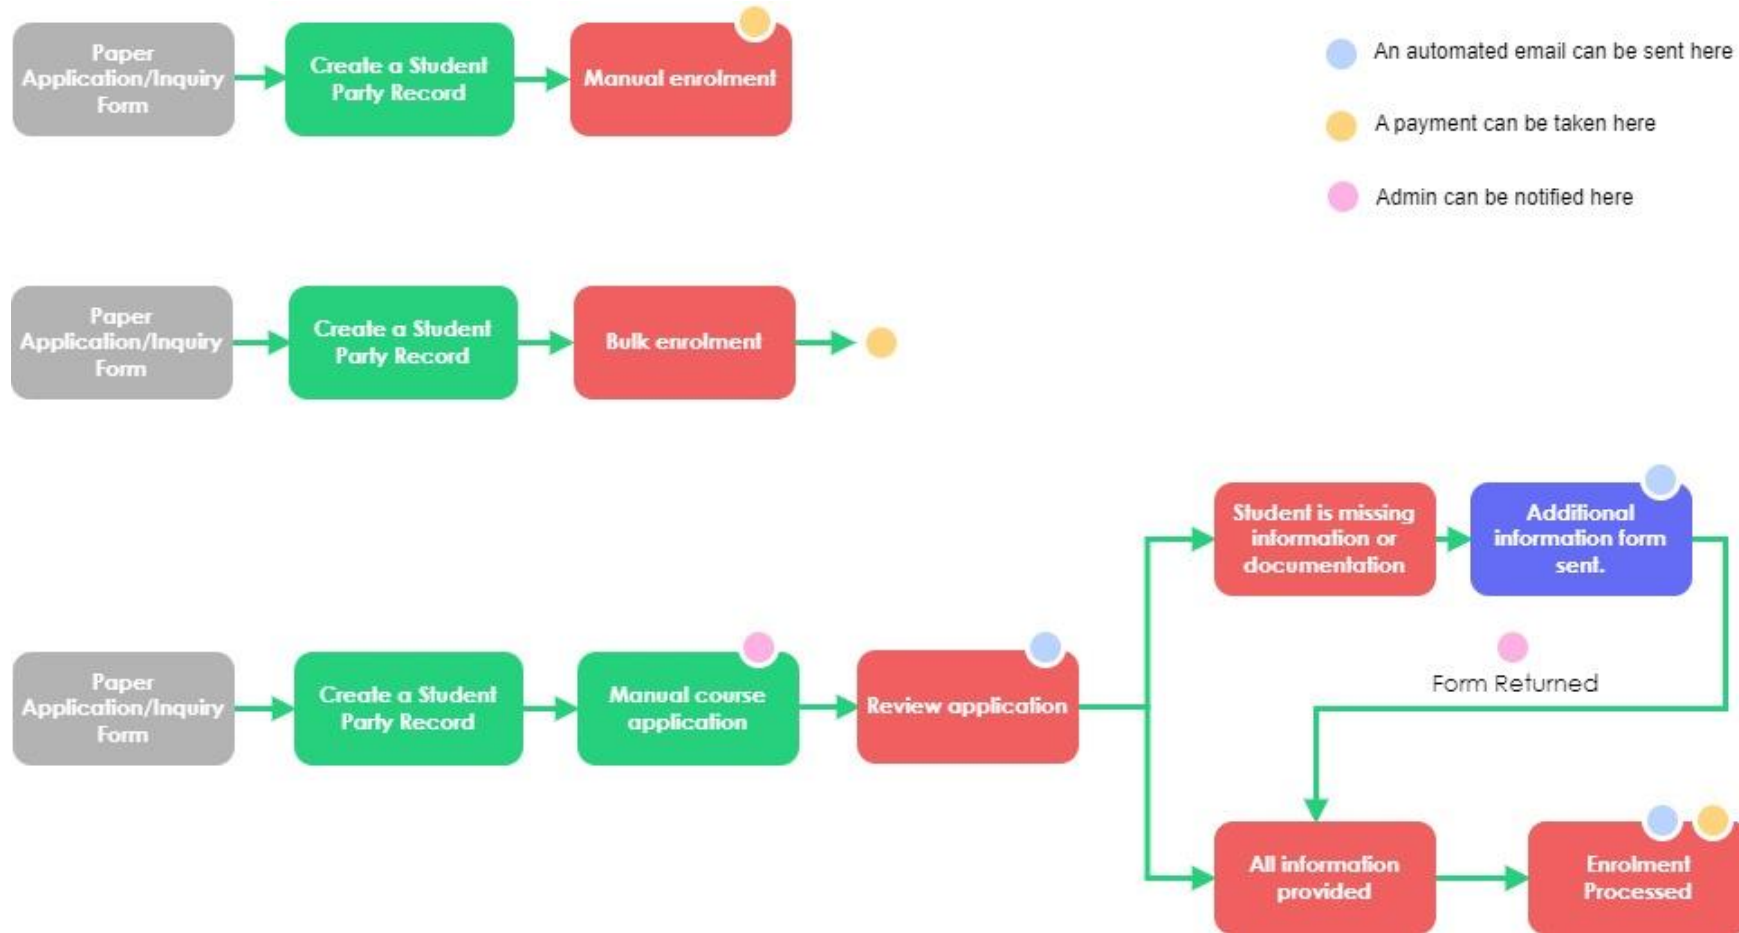 Paper
Application/Inquiry
Form
Create a Student
Party Record
Manual enrolment
An automated email can be sent here
A payment can be taken here
Admin can be notified here
Paper
Application/Inquiry
Form
Create a Student
Party Record
Bulk enrolment
Student is missing
information or
documentation
Additional
information form
sent.
Paper
Application/Inquiry
Form
Create a Student
Party Record
Manual course
application
Review application
Form Returned
All information
provided
Enrolment
Processed